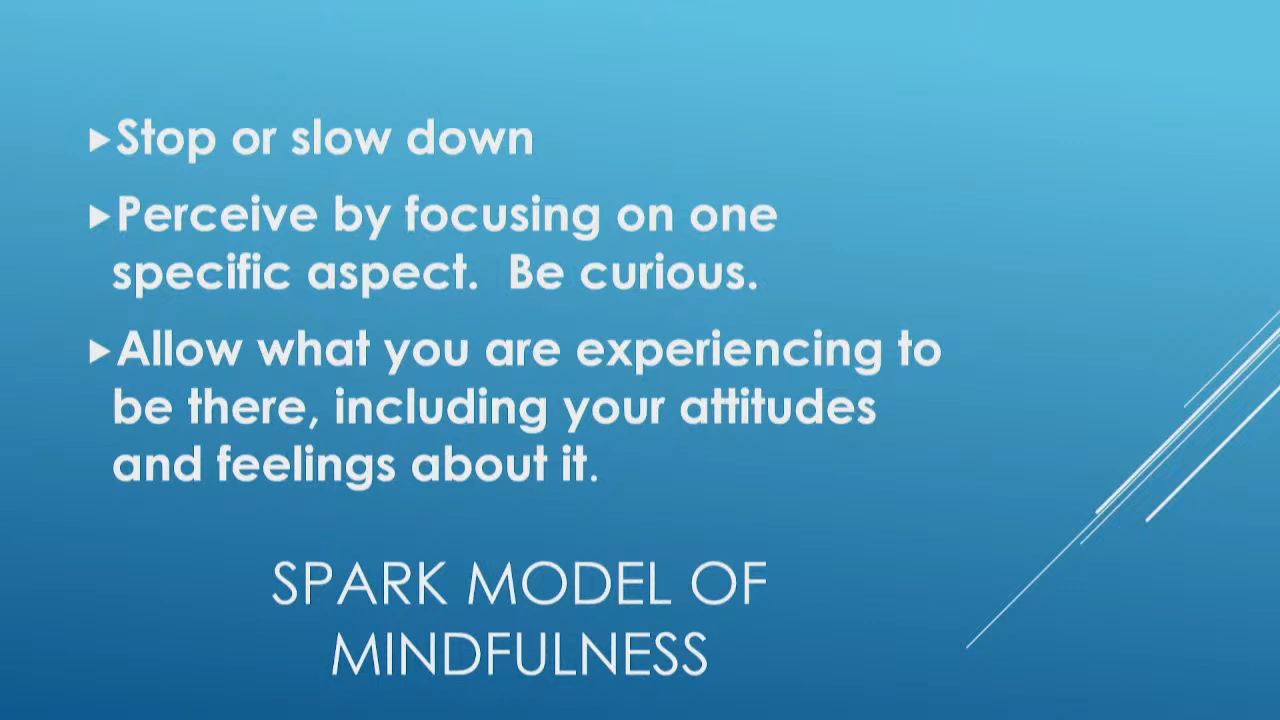 ▶Stop or slow down
▶Perceive by focusing on one
specific aspect.  Be curious.
▶Allow what you are experiencing to
be there, including your attitudes
and feelings about it.
SPARK MODEL OF
MINDFULNESS